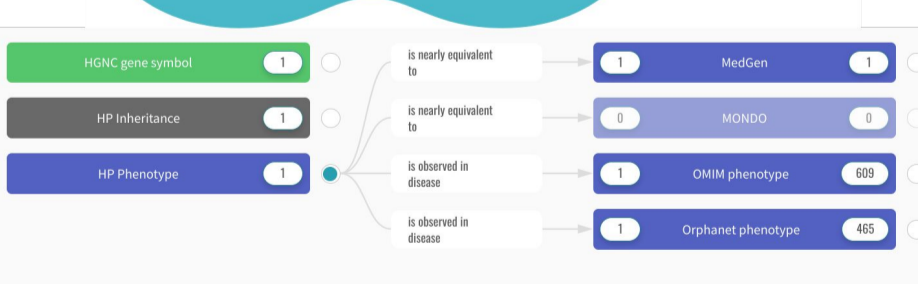 HGNC gene symbol 1
is nearly equivalent
to
1 MedGen 1
HP Inheritance 1
is nearly equivalent
to
0 MONDO 0
HP Phenotype 1
is observed in
disease
1 OMIM phenotype 609
is observed in
disease
1 Orphanet phenotype 465